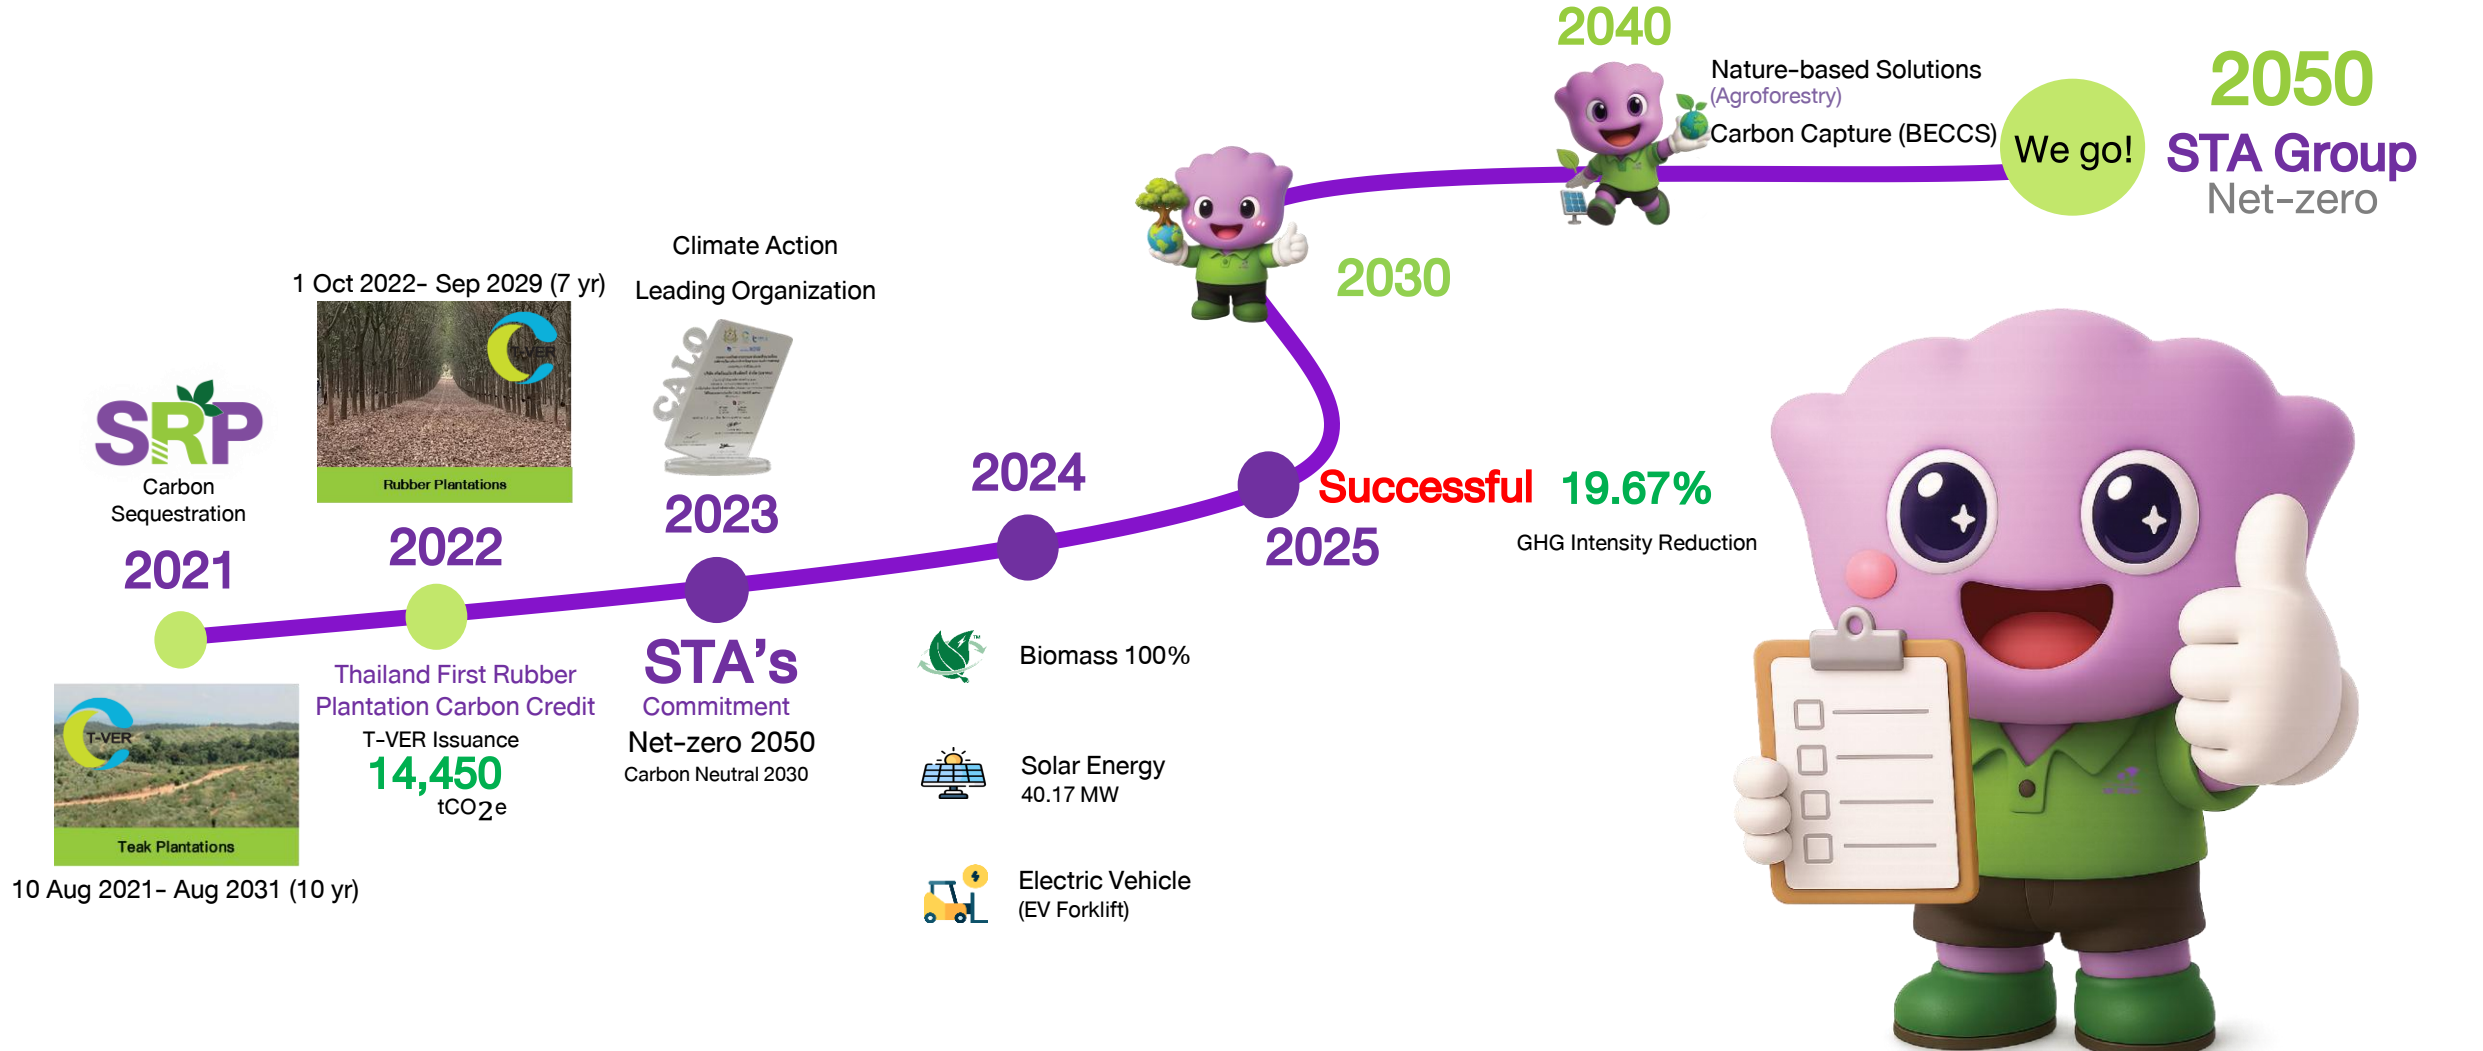 SRP
Carbon
Sequestration
2021
T-VER
Teak Plantations
10 Aug 2021- Aug 2031 (10 yr)
1 Oct 2022- Sep 2029 (7 yr)
T-VER
Rubber Plantations
2022
Thailand First Rubber
Plantation Carbon Credit
T-VER Issuance
14,450
tCO2e
Climate Action
Leading Organization
CALO
2023
STA's
Commitment
Net-zero 2050
Carbon Neutral 2030
2024
Biomass 100%
Solar Energy
40.17 MW
Electric Vehicle
(EV Forklift)
2025
Successful 19.67%
GHG Intensity Reduction
2030
2040
Nature-based Solutions
(Agroforestry)
Carbon Capture (BECCS)
We go!
2050
STA Group
Net-zero